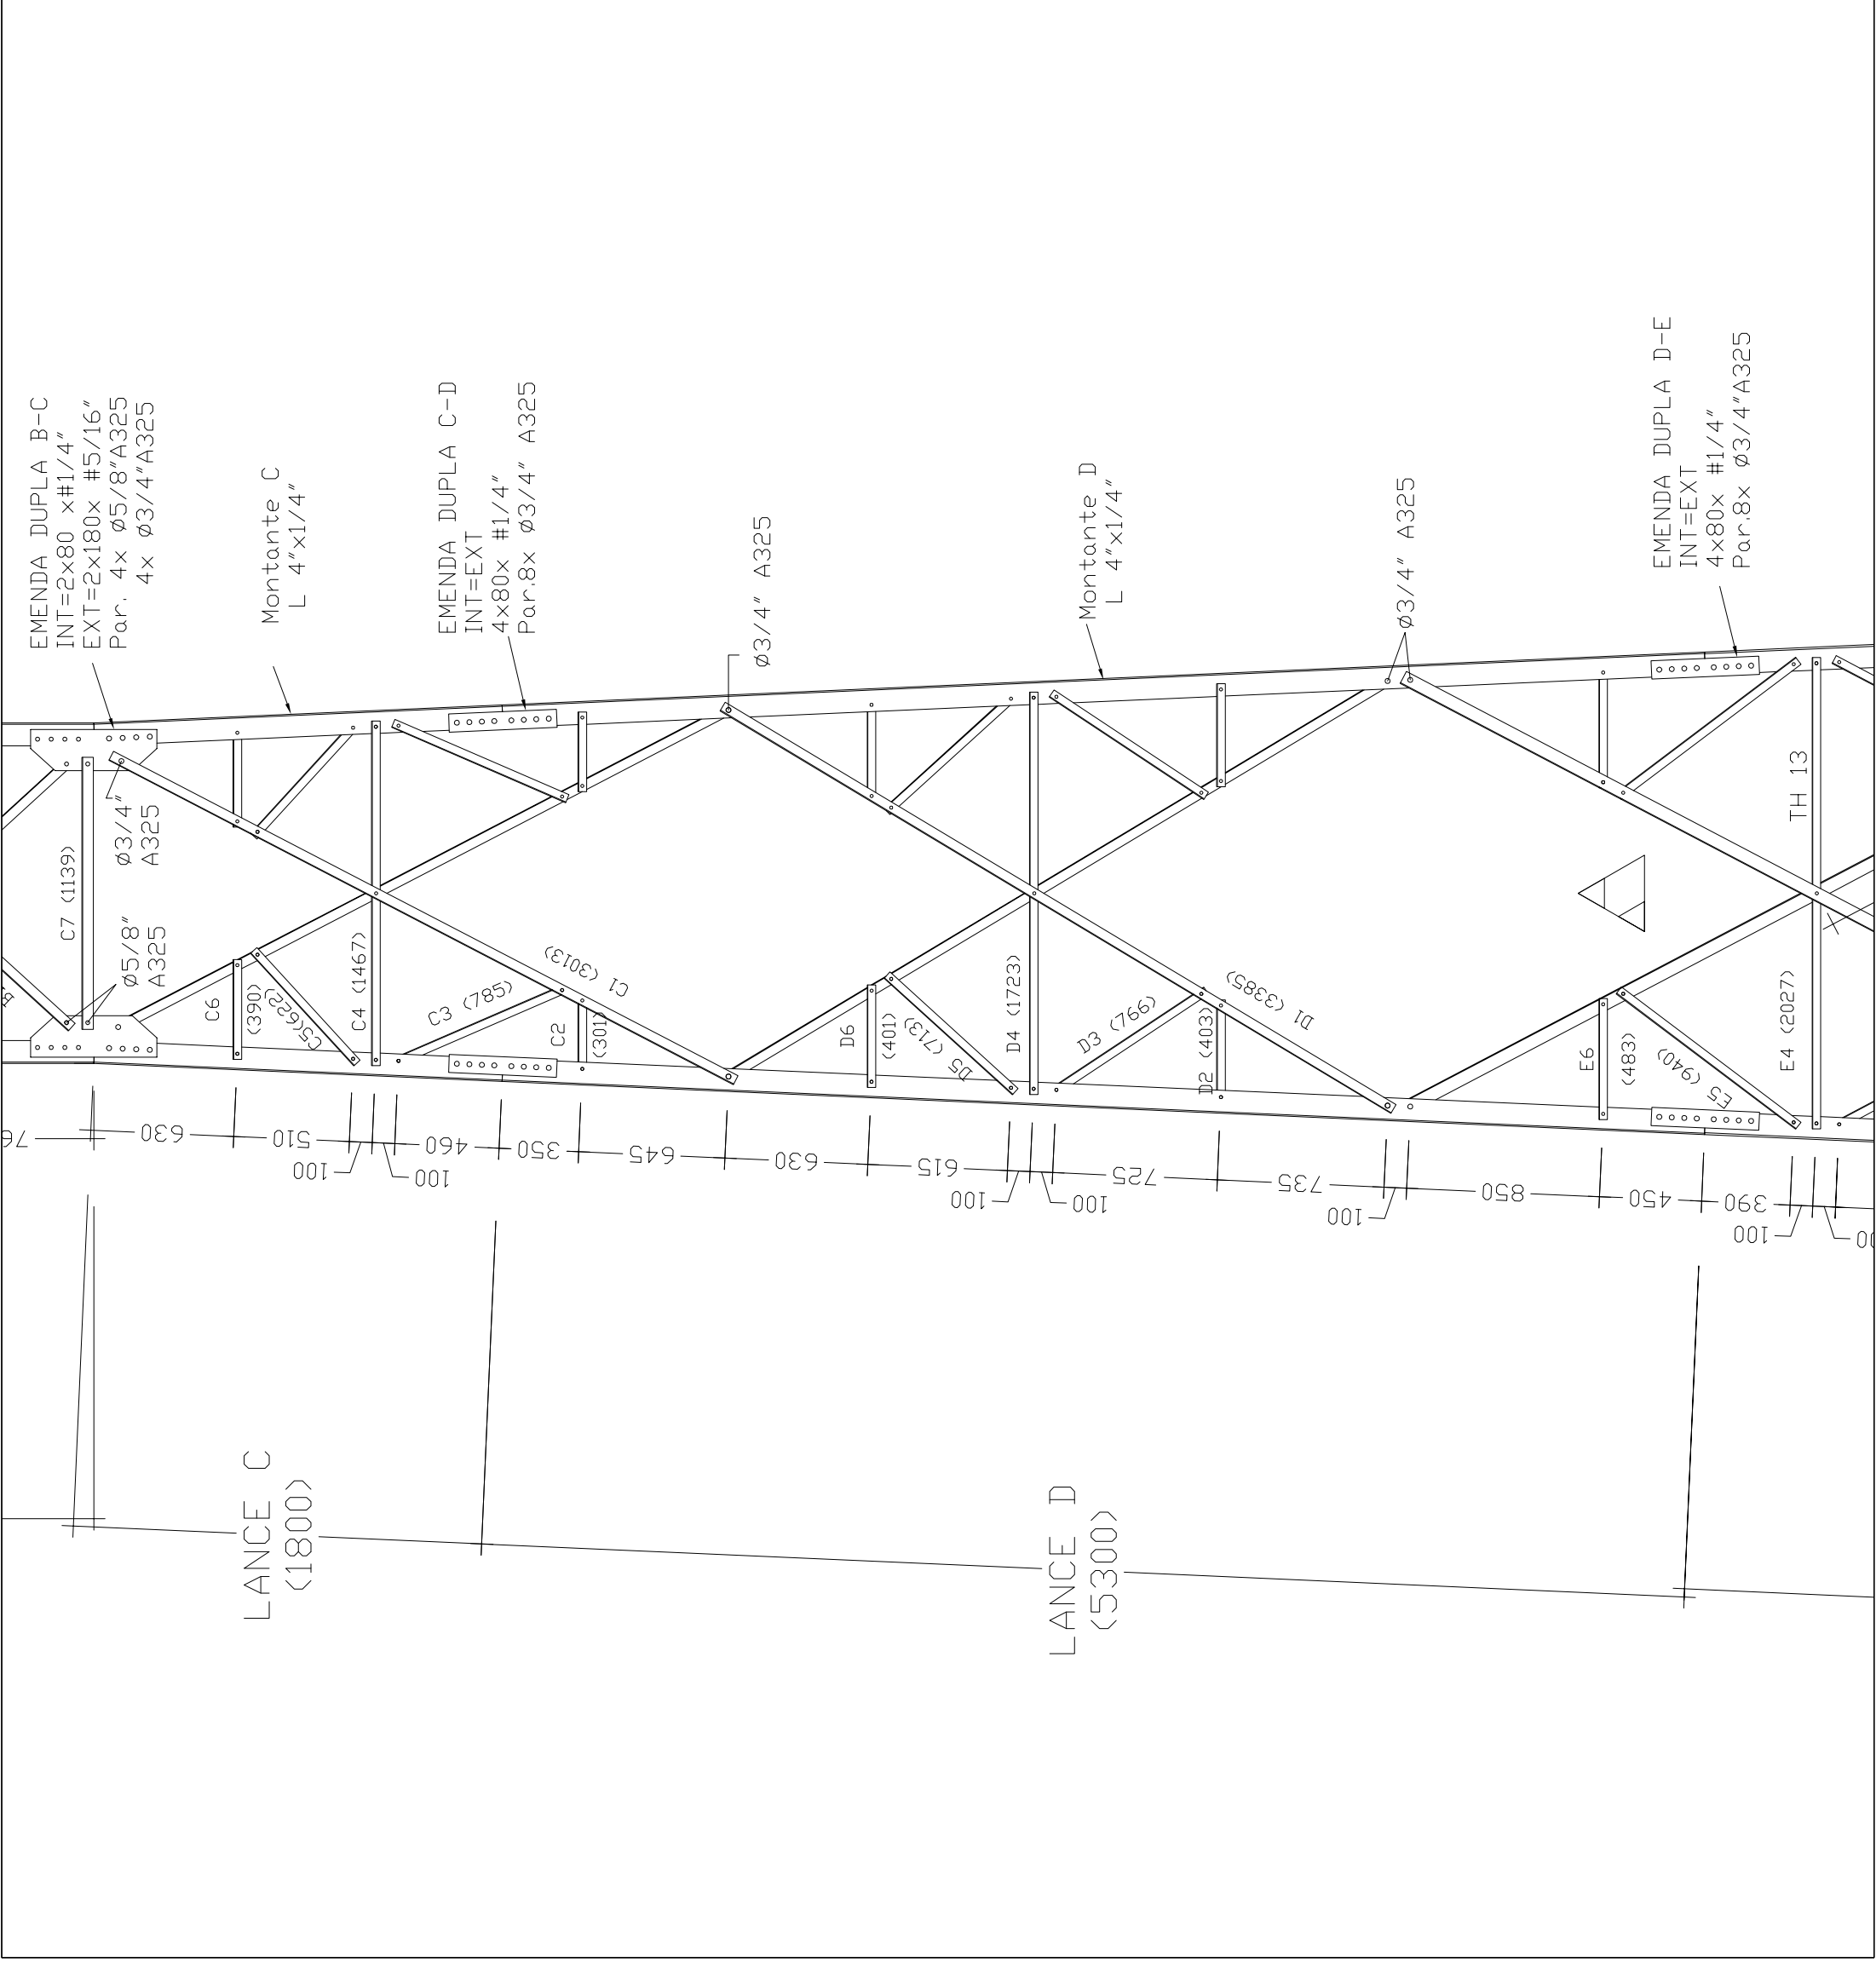 EMENDA DUPLA B-C
INT=2x80 x#1/4"
EXT=2x180x #5/16"
Par. 4x ø5/8"A325
4x ø3/4"A325
Montante C
L 4"x1/4"
EMENDA DUPLA C-D
INT=EXT
4x80x #1/4"
Par.8x ø3/4" A325
ø3/4" A325
Montante D
L 4"x1/4"
ø3/4" A325
EMENDA DUPLA D-E
INT=EXT
4x80x #1/4"
Par.8x ø3/4"A325
C7 (1139)
ø3/4"
A325
ø5/8"
A325
C6
(390)
C5(622)
C4 (1467)
C3 (785)
C2
(301)
C1 (3013)
D6
(401)
D5 (713)
D4 (1723)
D3 (766)
D2 (403)
D1 (3385)
E6
(483)
E5 (940)
E4 (2027)
TH 13
630
510
100
100
460
350
645
630
615
100
100
725
735
100
850
450
390
100
LANCE C
(1800)
LANCE D
(5300)